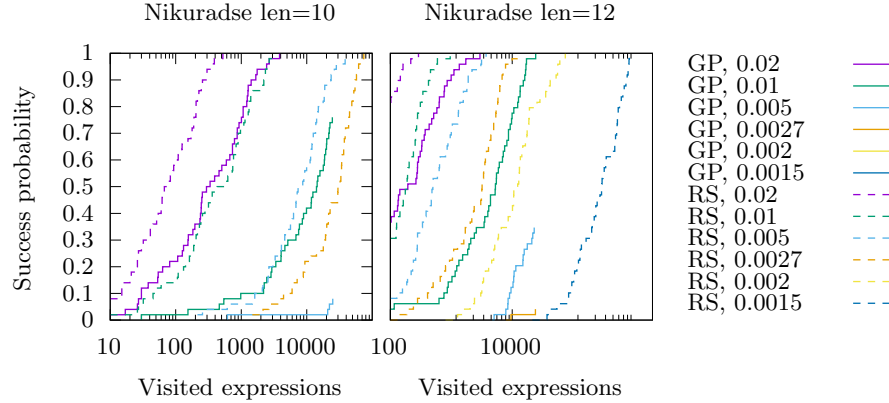 Nikuradse len=10
Nikuradse len=12
Success probability
1
0.9
0.8
0.7
0.6
0.5
0.4
0.3
0.2
0.1
0
10 100 1000 10000
100 10000
Visited expressions
Visited expressions
GP, 0.02
GP, 0.01
GP, 0.005
GP, 0.0027
GP, 0.002
GP, 0.0015
RS, 0.02
RS, 0.01
RS, 0.005
RS, 0.0027
RS, 0.002
RS, 0.0015